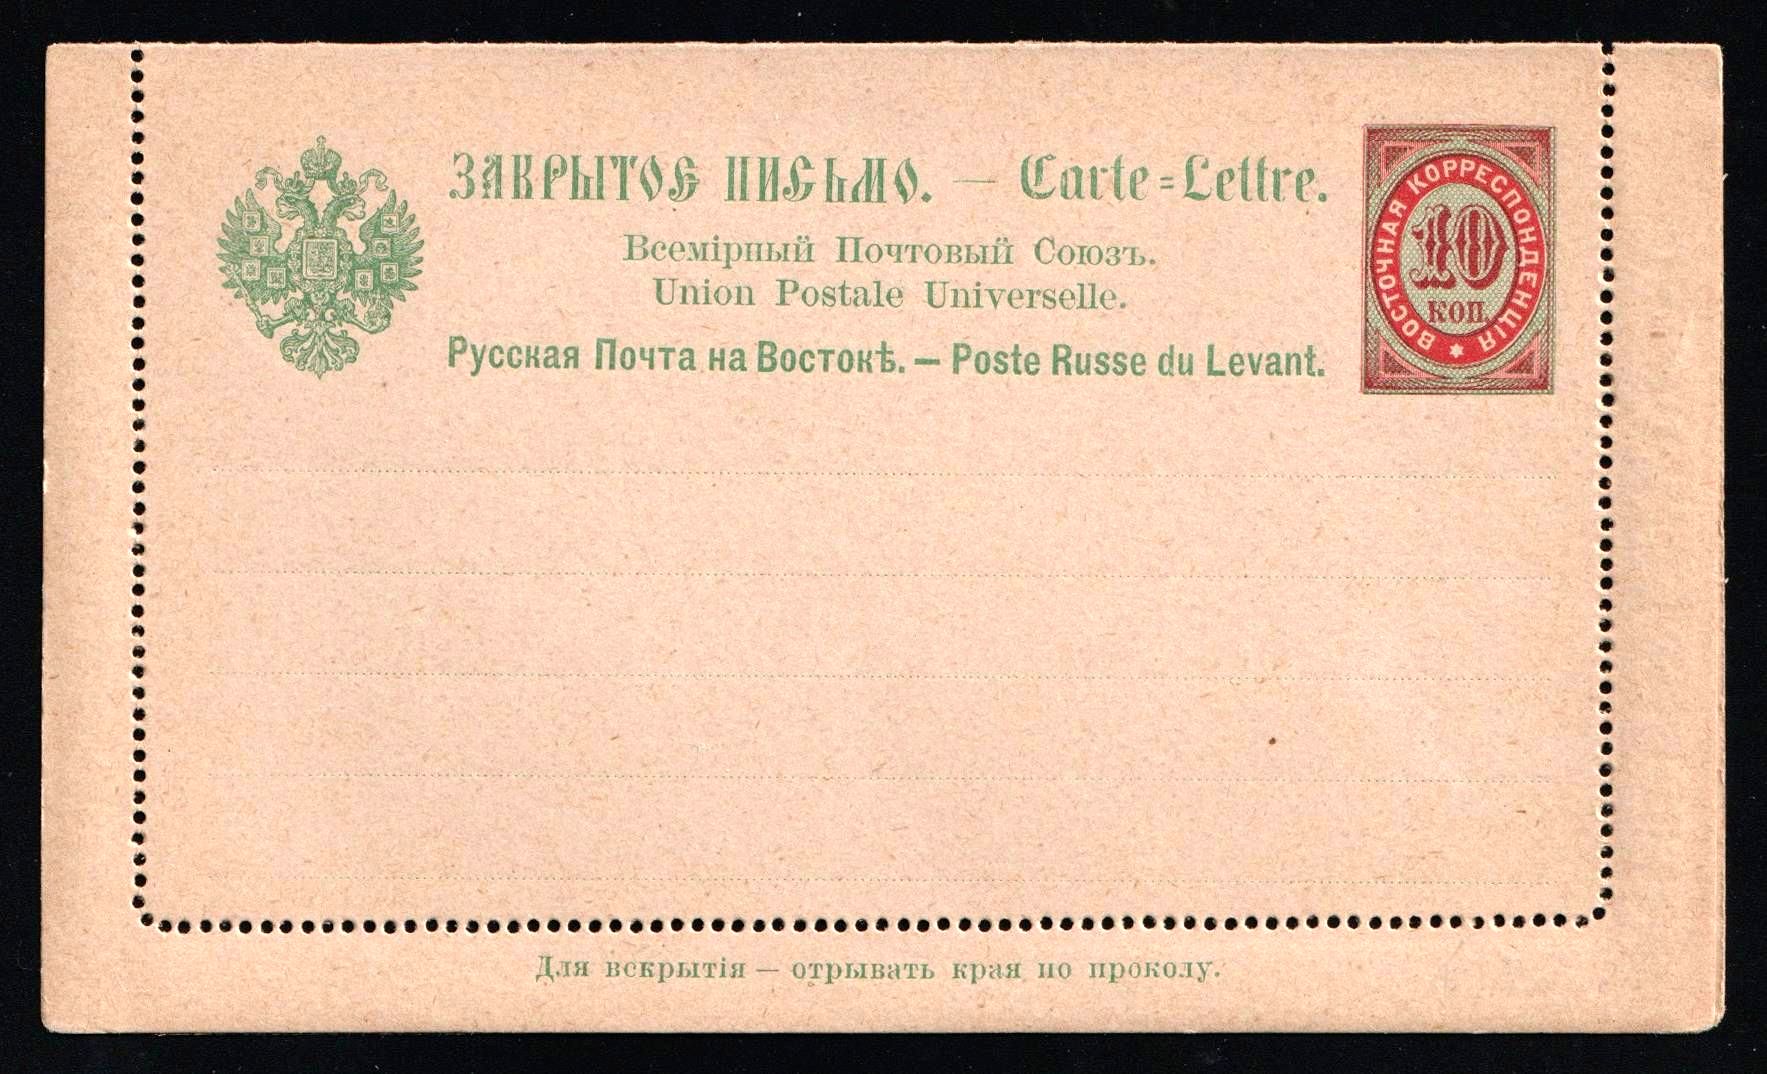 ЗАКРЫТОЕ ПИСЬМО. — Carte=Lettre.
Всемірный Почтовый Союзъ.
Union Postale Universelle.
Русская Почта на Востокѣ. — Poste Russe du Levant.
ВОСТОЧНАЯ КОРРЕСПОНДЕНЦІЯ
10
КОП.
Для вскрытія — отрывать края по проколу.